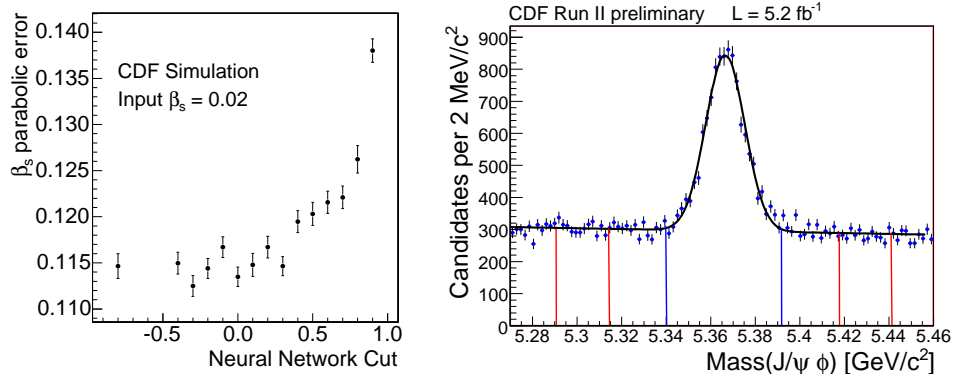 0.140
0.135
0.130
0.125
0.120
0.115
0.110
βs parabolic error
CDF Simulation
Input βs = 0.02
-0.5 0.0 0.5 1.0
Neural Network Cut
CDF Run II preliminary L = 5.2 fb-1
900
800
700
600
500
400
300
200
100
0
Candidates per 2 MeV/c2
5.28 5.3 5.32 5.34 5.36 5.38 5.4 5.42 5.44 5.46
Mass(J/ψ ϕ) [GeV/c2]